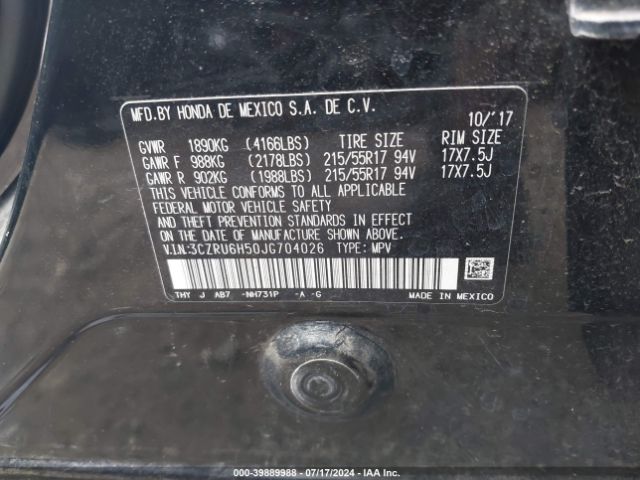 MFD.BY HONDA DE MEXICO S.A. DE C.V.
10/'17
GVWR 1890KG (4166LBS) TIRE SIZE RIM SIZE
GAWR F 988KG (2178LBS) 215/55R17 94V 17X7.5J
GAWR R 902KG (1988LBS) 215/55R17 94V 17X7.5J
THIS VEHICLE CONFORMS TO ALL APPLICABLE
FEDERAL MOTOR VEHICLE SAFETY
AND THEFT PREVENTION STANDARDS IN EFFECT
ON THE DATE OF MANUFACTURE SHOWN ABOVE.
V.I.N:3CZRU6H50JG704026 TYPE: MPV
THY J AB7 -NH731P -A -G MADE IN MEXICO
000-39889988 - 07/17/2024 - IAA Inc.